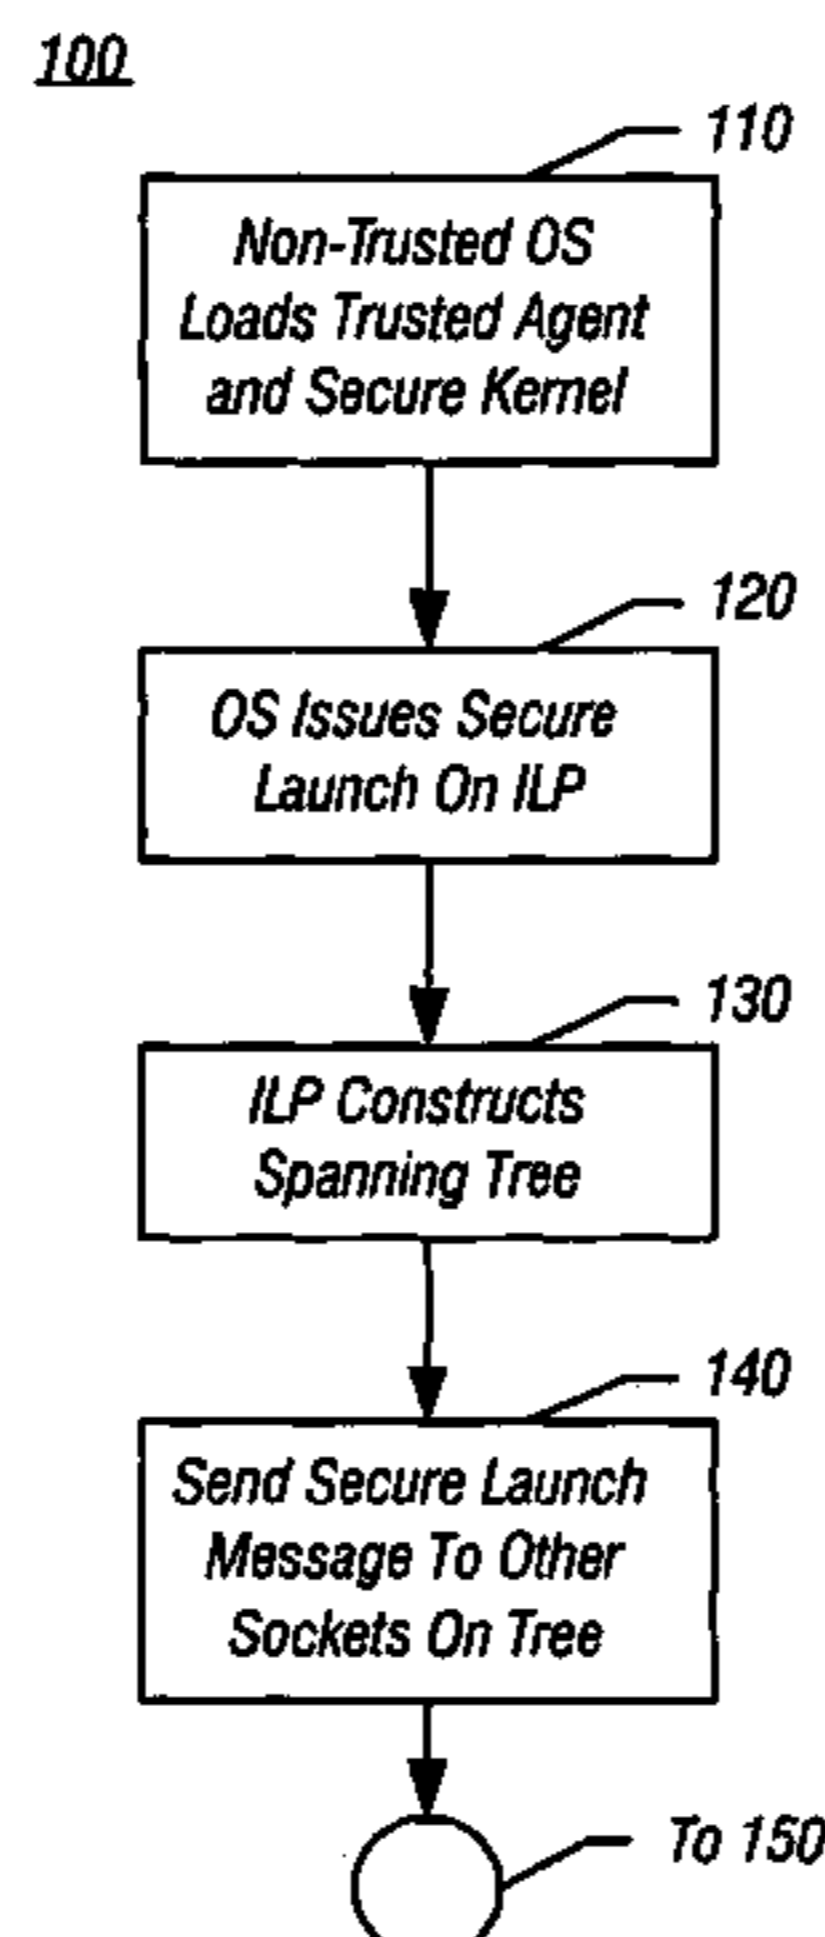 100
110
Non-Trusted OS
Loads Trusted Agent
and Secure Kernel
120
OS Issues Secure
Launch On ILP
130
ILP Constructs
Spanning Tree
140
Send Secure Launch
Message To Other
Sockets On Tree
To 150